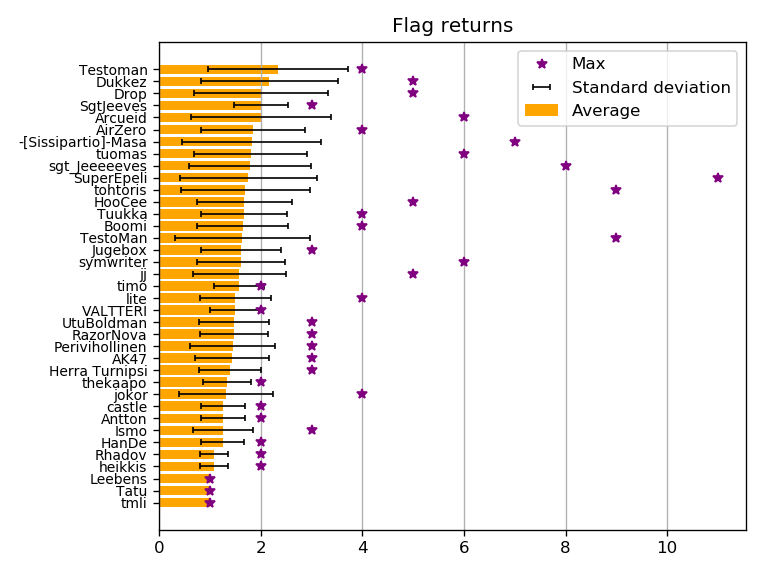 Flag returns
Max
Standard deviation
Average
Testoman
Dukkez
Drop
SgtJeeves
Arcueid
AirZero
-[Sissipartio]-Masa
tuomas
sgt_Jeeeeeves
SuperEpeli
tohtoris
HooCee
Tuukka
Boomi
TestoMan
Jugebox
symwriter
jj
timo
lite
VALTTERI
UtuBoldman
RazorNova
Perivihollinen
AK47
Herra Turnipsi
thekaapo
jokor
castle
Antton
Ismo
HanDe
Rhadov
heikkis
Leebens
Tatu
tmli
0 2 4 6 8 10